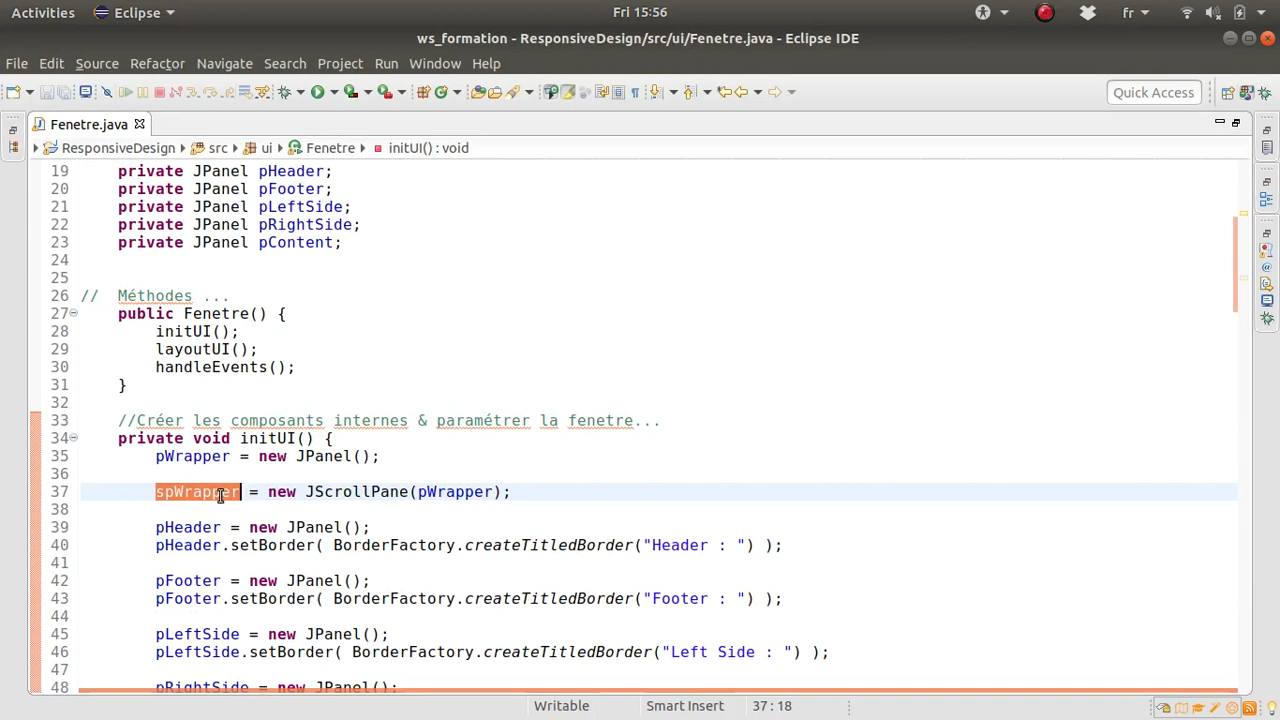 Activities Eclipse Fri 15:56 fr
ws_formation - ResponsiveDesign/src/ui/Fenetre.java - Eclipse IDE
File Edit Source Refactor Navigate Search Project Run Window Help
Quick Access
Fenetre.java
ResponsiveDesign src ui Fenetre initUI() : void
19 private JPanel pHeader;
20 private JPanel pFooter;
21 private JPanel pLeftSide;
22 private JPanel pRightSide;
23 private JPanel pContent;
24
25
26 // Méthodes ...
27 public Fenetre() {
28 initUI();
29 layoutUI();
30 handleEvents();
31 }
32
33 //Créer les composants internes & paramétrer la fenetre...
34 private void initUI() {
35 pWrapper = new JPanel();
36
37 spWrapper = new JScrollPane(pWrapper);
38
39 pHeader = new JPanel();
40 pHeader.setBorder( BorderFactory.createTitledBorder("Header : ") );
41
42 pFooter = new JPanel();
43 pFooter.setBorder( BorderFactory.createTitledBorder("Footer : ") );
44
45 pLeftSide = new JPanel();
46 pLeftSide.setBorder( BorderFactory.createTitledBorder("Left Side : ") );
47
48 pRightSide = new JPanel();
Writable Smart Insert 37 : 18